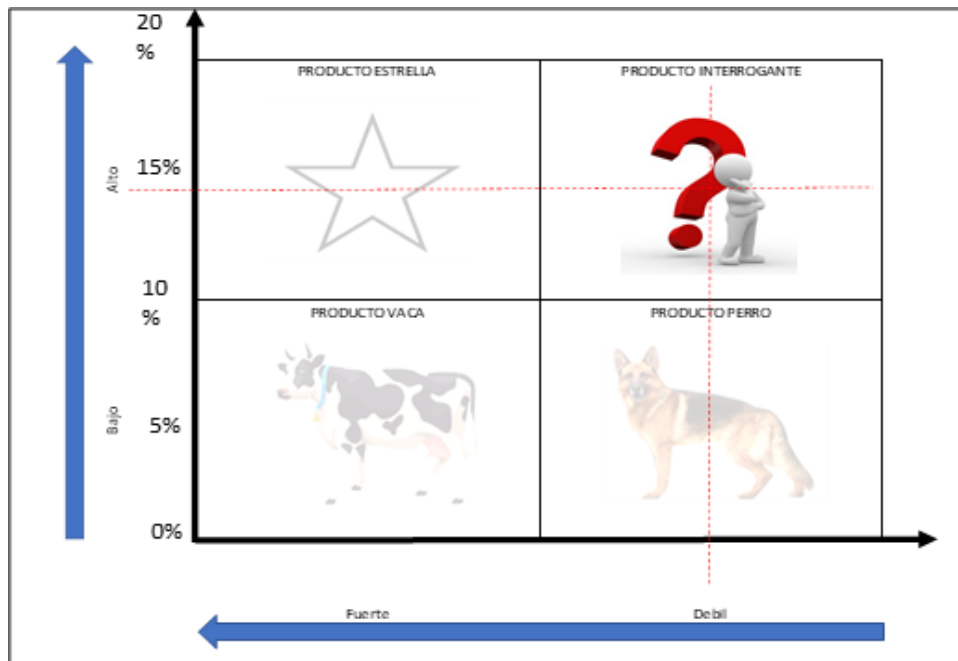 20
%
PRODUCTO ESTRELLA
PRODUCTO INTERROGANTE
15%
Alto
10
%
PRODUCTO VACA
PRODUCTO PERRO
5%
Bajo
0%
Fuerte
Debil